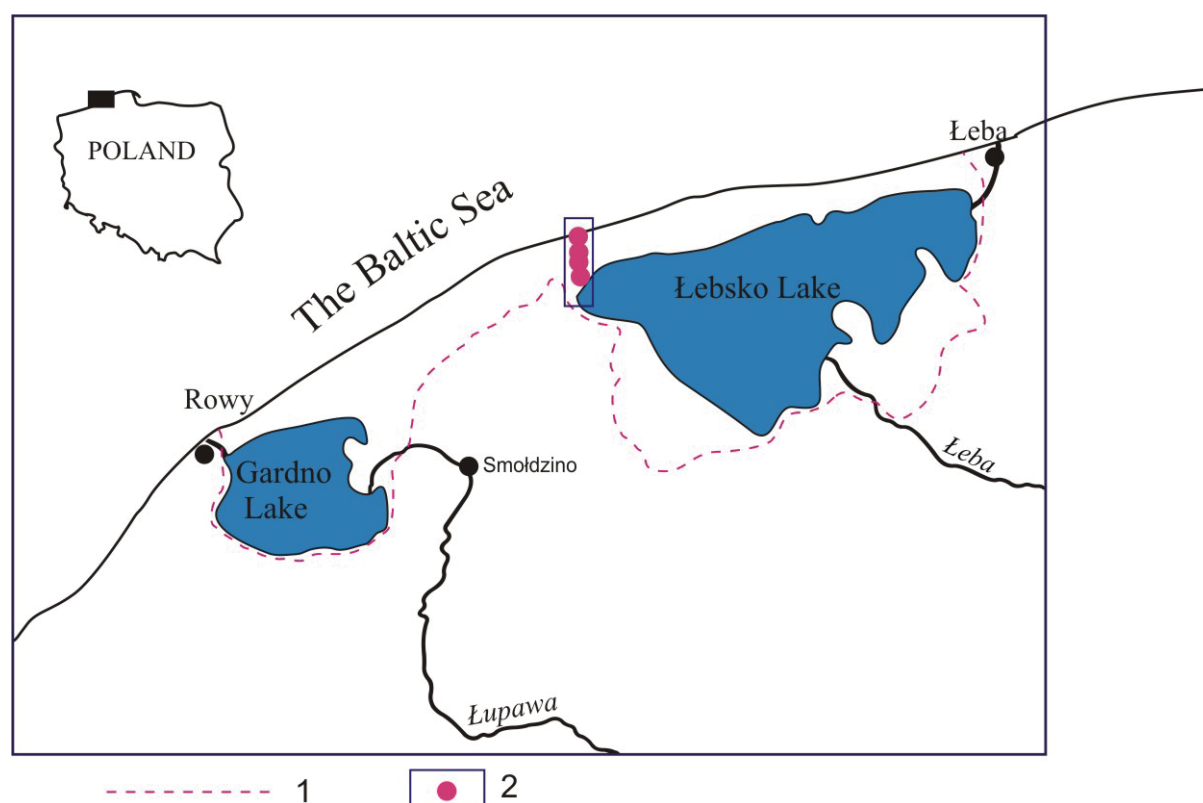 POLAND
The Baltic Sea
Łeba
Łebsko Lake
Rowy
Gardno
Lake
Smołdzino
Łeba
Łupawa
1
2